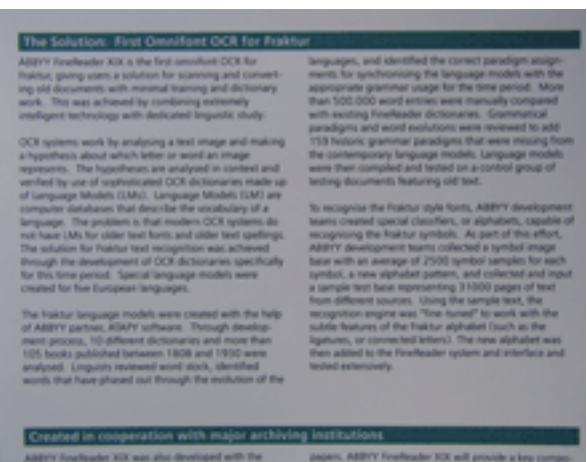 The Solution: First Omnifont OCR for Fraktur
ABBYY FineReader XIX is the first omnifont OCR for
Fraktur, giving users a solution for scanning and convert-
ing old documents with minimal training and dictionary
work. This was achieved by combining extremely
intelligent technology with dedicated linguistic study:
OCR systems work by analysing a text image and making
a hypothesis about which letter or word an image
represents. The hypotheses are analysed in context and
verified by use of sophisticated OCR dictionaries made up
of Language Models (LMs). Language Models (LM) are
computer databases that describe the vocabulary of a
language. The problem is that modern OCR systems do
not have LMs for older text fonts and older text spellings.
The solution for Fraktur text recognition was achieved
through the development of OCR dictionaries specifically
for this time period. Special language models were
created for five European languages.
The Fraktur language models were created with the help
of ABBYY partner, ATAPY software. Through develop-
ment process, 10 different dictionaries and more than
105 books published between 1808 and 1930 were
analysed. Linguists reviewed word stock, identified
words that have phased out through the evolution of the
languages, and identified the correct paradigm assign-
ments for synchronising the language models with the
appropriate grammar usage for the time period. More
than 500.000 word entries were manually compared
with existing FineReader dictionaries. Grammatical
paradigms and word evolutions were reviewed to add
159 historic grammar paradigms that were missing from
the contemporary language models. Language models
were then compiled and tested on a control group of
testing documents featuring old text.
To recognise the Fraktur style fonts, ABBYY development
teams created special classifiers, or alphabets, capable of
recognising the Fraktur symbols. As part of this effort,
ABBYY development teams collected a symbol image
base with an average of 2500 symbol samples for each
symbol, a new alphabet pattern, and collected and input
a sample test base representing 31000 pages of text
from different sources. Using the sample text, the
recognition engine was "fine-tuned" to work with the
subtle features of the Fraktur alphabet (such as the
ligatures, or connected letters). The new alphabet was
then added to the FineReader system and interface and
tested extensively.
Created in cooperation with major archiving institutions
ABBYY FineReader XIX was also developed with the
papers, ABBYY FineReader XIX will provide a key compo-